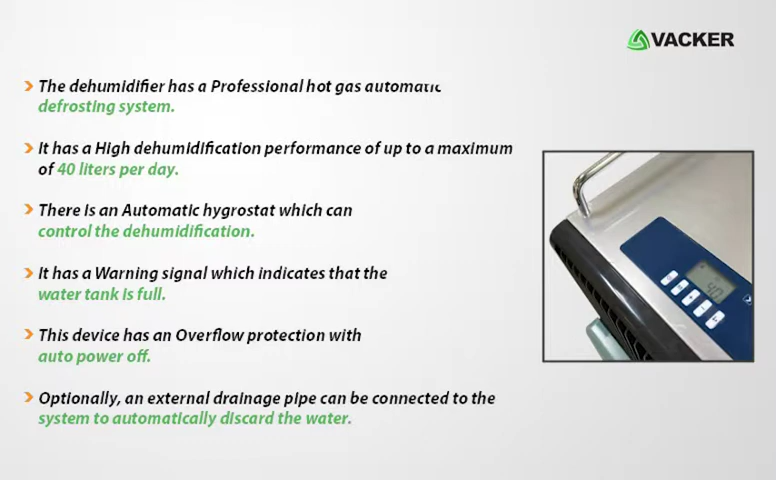 VACKER
The dehumidifier has a Professional hot gas automatic
defrosting system.
It has a High dehumidification performance of up to a maximum
of 40 liters per day.
There is an Automatic hygrostat which can
control the dehumidification.
It has a Warning signal which indicates that the
water tank is full.
This device has an Overflow protection with
auto power off.
Optionally, an external drainage pipe can be connected to the
system to automatically discard the water.